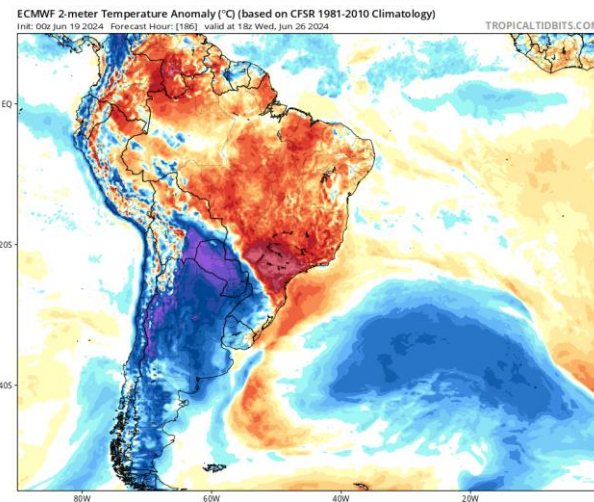 ECMWF 2-meter Temperature Anomaly (°C) (based on CFSR 1981-2010 Climatology)
Init: 00z Jun 19 2024 Forecast Hour: [186] valid at 18z Wed, Jun 26 2024 TROPICALTIDBITS.COM
EQ
20S
40S
80W 60W 40W 20W